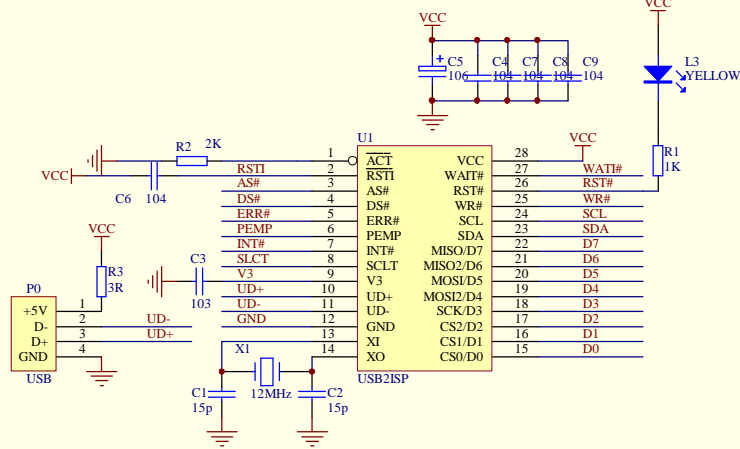 VCC
VCC
C5
106
C4
104
C7
104
C8
104
C9
104
L3
YELLOW
R2
2K
U1
VCC
C6
104
R1
1K
1
ACT
VCC
28
VCC
RSTI
2
RSTI
WAIT#
27
WATI#
AS#
3
AS#
RST#
26
RST#
DS#
4
DS#
WR#
25
WR#
ERR#
5
ERR#
SCL
24
SCL
PEMP
6
PEMP
SDA
23
SDA
INT#
7
INT#
MISO/D7
22
D7
SLCT
8
SCLT
MISO2/D6
21
D6
V3
9
V3
MOSI/D5
20
D5
UD+
10
UD+
MOSI2/D4
19
D4
UD-
11
UD-
SCK/D3
18
D3
GND
12
GND
CS2/D2
17
D2
13
XI
CS1/D1
16
D1
14
XO
CS0/D0
15
D0
USB2ISP
VCC
R3
3R
C3
103
P0
+5V
1
D-
2
UD-
D+
3
UD+
GND
4
USB
X1
12MHz
C1
15p
C2
15p